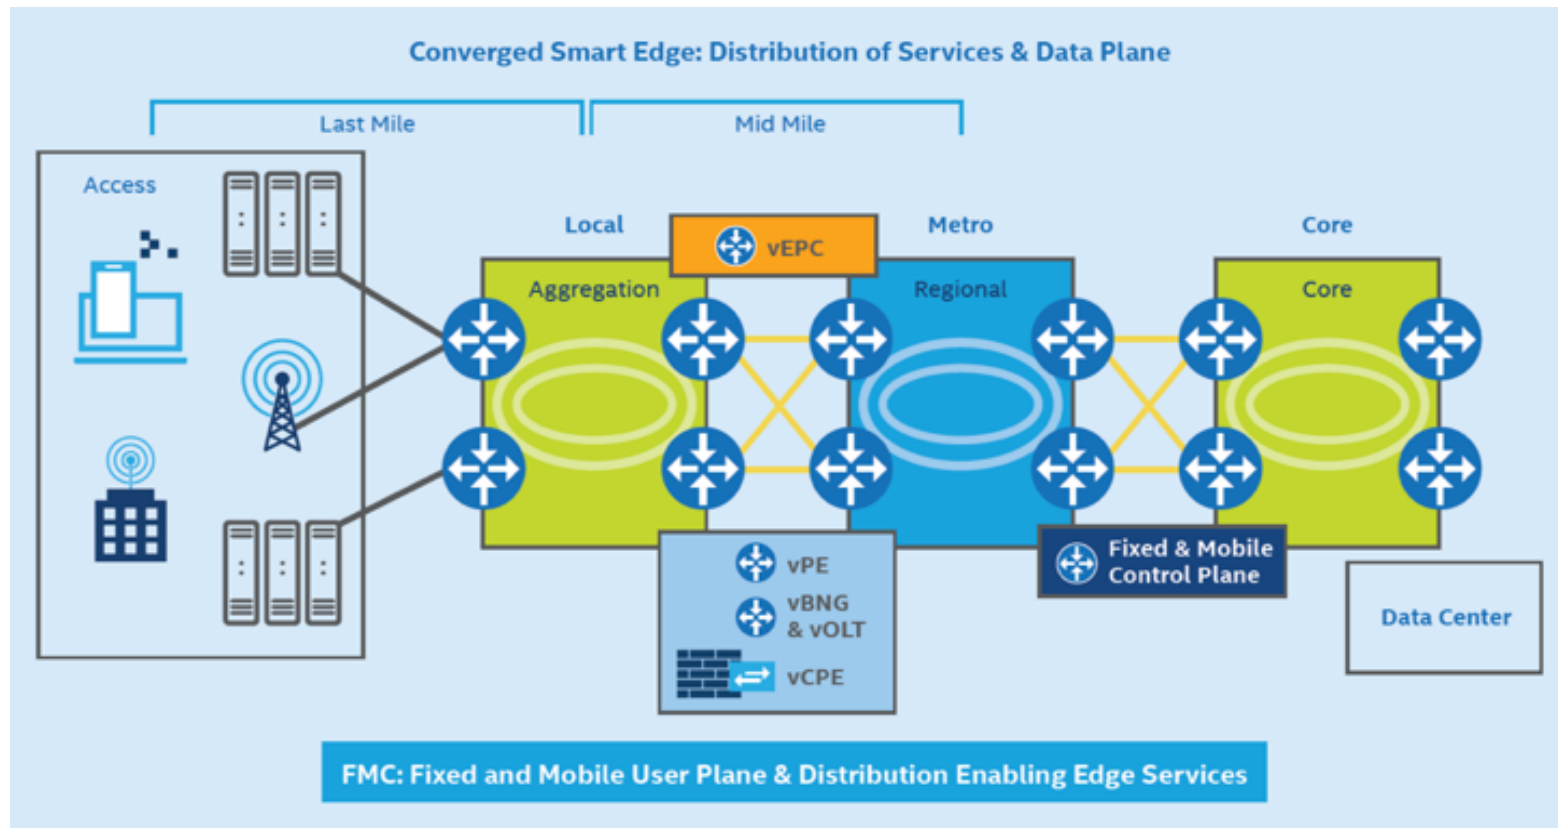 Converged Smart Edge: Distribution of Services & Data Plane
Last Mile
Mid Mile
Access
Local
Metro
Core
vEPC
Aggregation
Regional
Core
Fixed & Mobile
Control Plane
vPE
vBNG
& vOLT
vCPE
Data Center
FMC: Fixed and Mobile User Plane & Distribution Enabling Edge Services